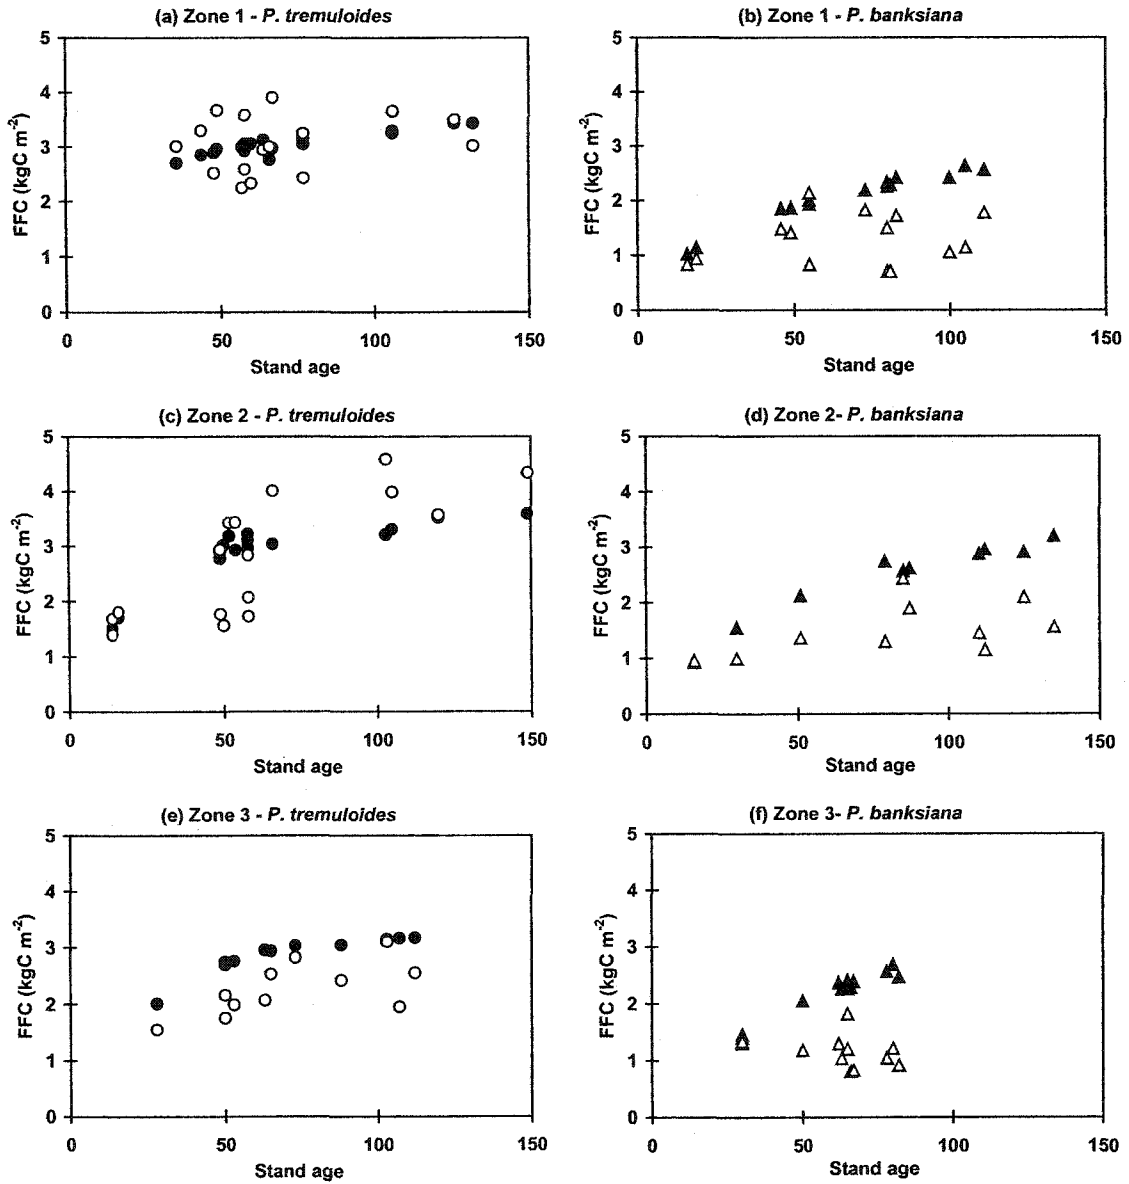 (a) Zone 1 - P. tremuloides
5
4
3
2
1
0
FFC (kgC m-2)
0 50 100 150
Stand age
(b) Zone 1 - P. banksiana
5
4
3
2
1
0
FFC (kgC m-2)
0 50 100 150
Stand age
(c) Zone 2 - P. tremuloides
5
4
3
2
1
0
FFC (kgC m-2)
0 50 100 150
Stand age
(d) Zone 2- P. banksiana
5
4
3
2
1
0
FFC (kgC m-2)
0 50 100 150
Stand age
(e) Zone 3 - P. tremuloides
5
4
3
2
1
0
FFC (kgC m-2)
0 50 100 150
Stand age
(f) Zone 3- P. banksiana
5
4
3
2
1
0
FFC (kgC m-2)
0 50 100 150
Stand age